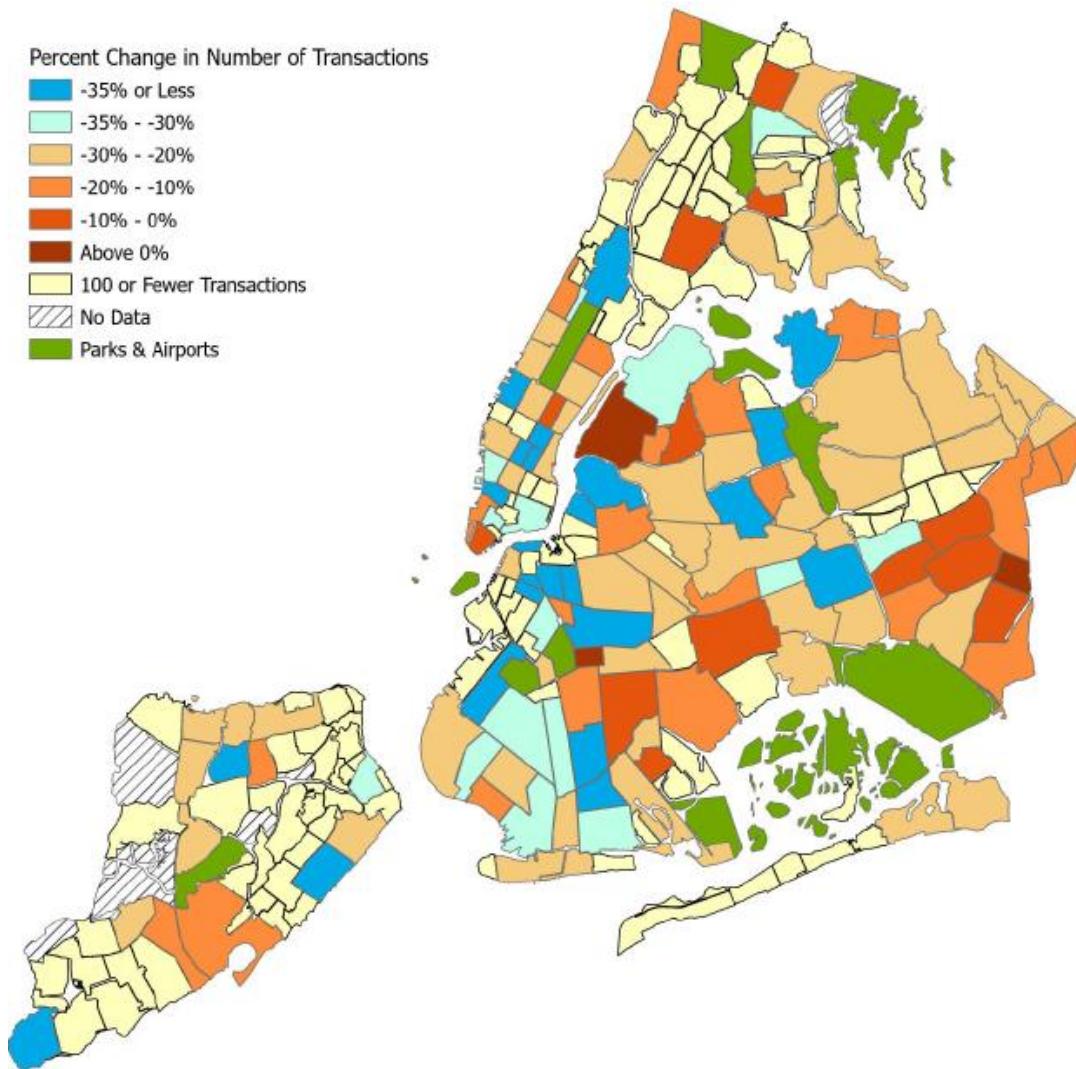 Percent Change in Number of Transactions
-35% or Less
-35% - -30%
-30% - -20%
-20% - -10%
-10% - 0%
Above 0%
100 or Fewer Transactions
No Data
Parks & Airports